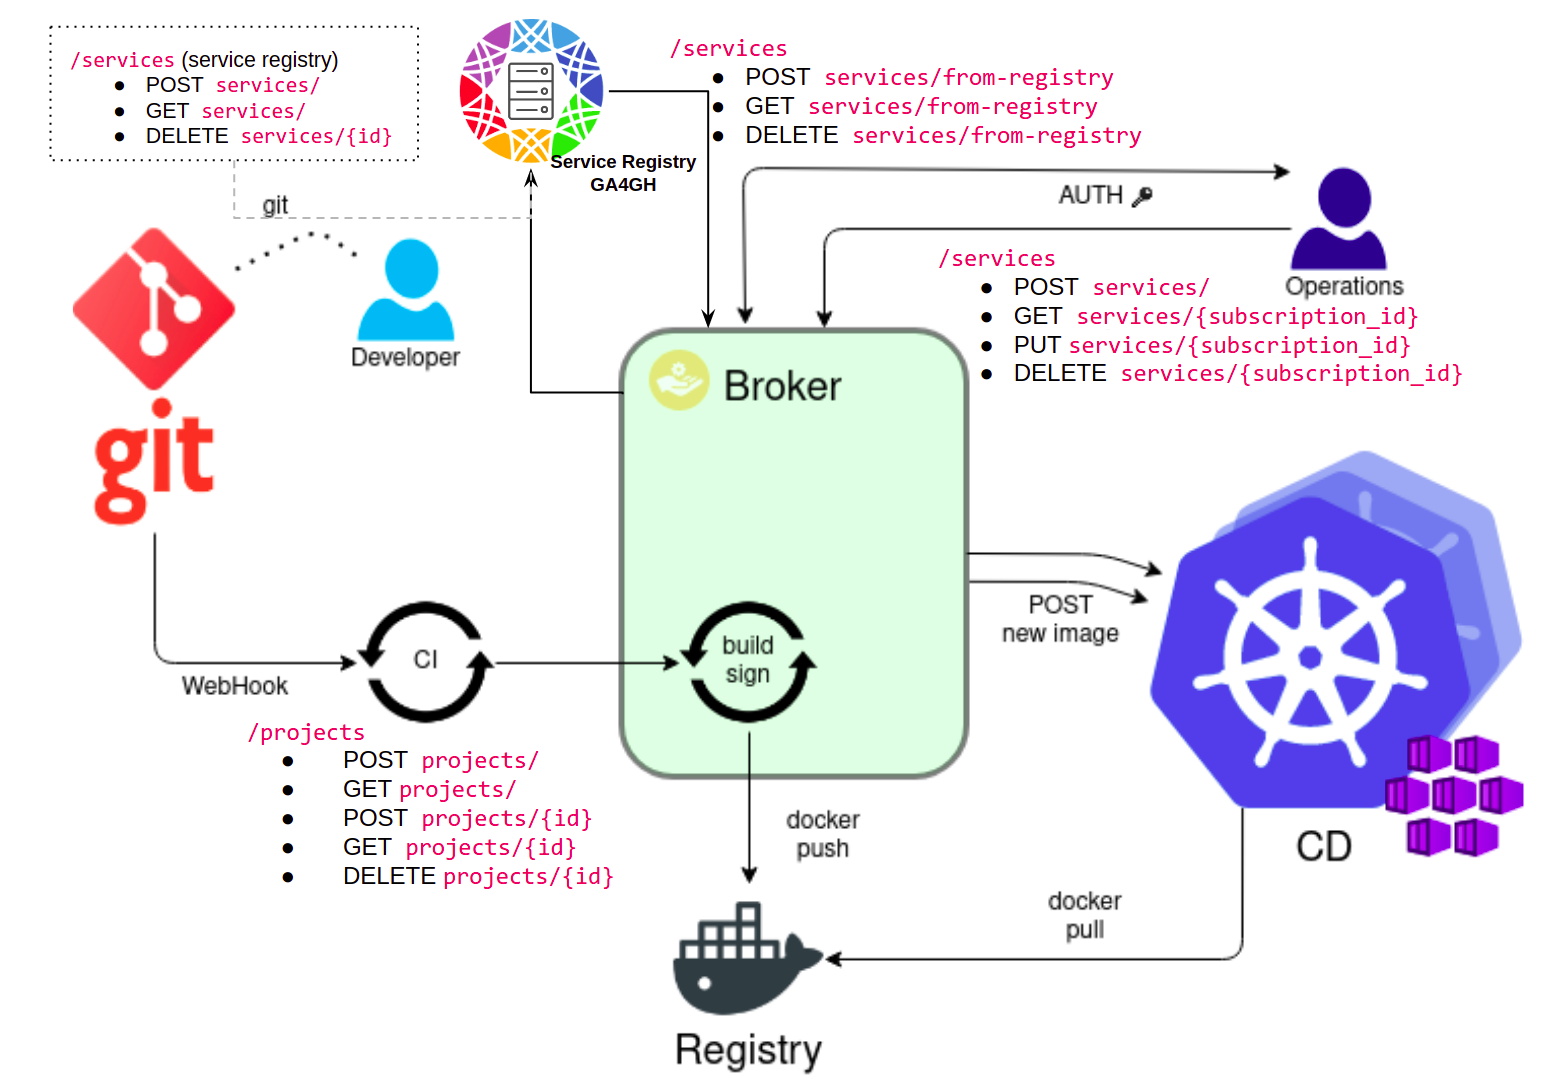 /services (service registry)
● POST services/
● GET services/
● DELETE services/{id}
Service Registry
GA4GH
/services
● POST services/from-registry
● GET services/from-registry
● DELETE services/from-registry
AUTH
Operations
/services
● POST services/
● GET services/{subscription_id}
● PUT services/{subscription_id}
● DELETE services/{subscription_id}
git
Developer
git
Broker
WebHook
CI
build
sign
/projects
● POST projects/
● GET projects/
● POST projects/{id}
● GET projects/{id}
● DELETE projects/{id}
POST
new image
CD
docker
push
docker
pull
Registry